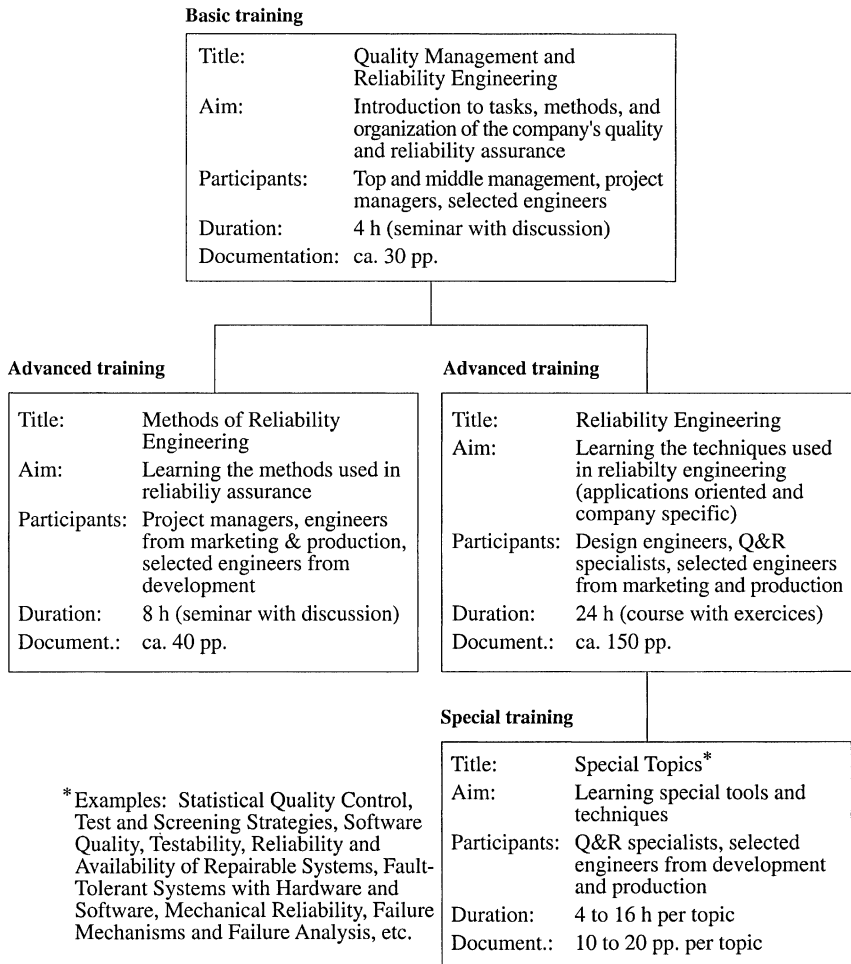 Basic training
Title: Quality Management and
Reliability Engineering
Aim: Introduction to tasks, methods, and
organization of the company's quality
and reliability assurance
Participants: Top and middle management, project
managers, selected engineers
Duration: 4 h (seminar with discussion)
Documentation: ca. 30 pp.
Advanced training
Title: Methods of Reliability
Engineering
Aim: Learning the methods used in
reliabiliy assurance
Participants: Project managers, engineers
from marketing & production,
selected engineers from
development
Duration: 8 h (seminar with discussion)
Document.: ca. 40 pp.
Advanced training
Title: Reliability Engineering
Aim: Learning the techniques used
in reliabilty engineering
(applications oriented and
company specific)
Participants: Design engineers, Q&R
specialists, selected engineers
from marketing and production
Duration: 24 h (course with exercices)
Document.: ca. 150 pp.
Special training
Title: Special Topics*
Aim: Learning special tools and
techniques
Participants: Q&R specialists, selected
engineers from development
and production
Duration: 4 to 16 h per topic
Document.: 10 to 20 pp. per topic
*Examples: Statistical Quality Control,
Test and Screening Strategies, Software
Quality, Testability, Reliability and
Availability of Repairable Systems, Fault-
Tolerant Systems with Hardware and
Software, Mechanical Reliability, Failure
Mechanisms and Failure Analysis, etc.